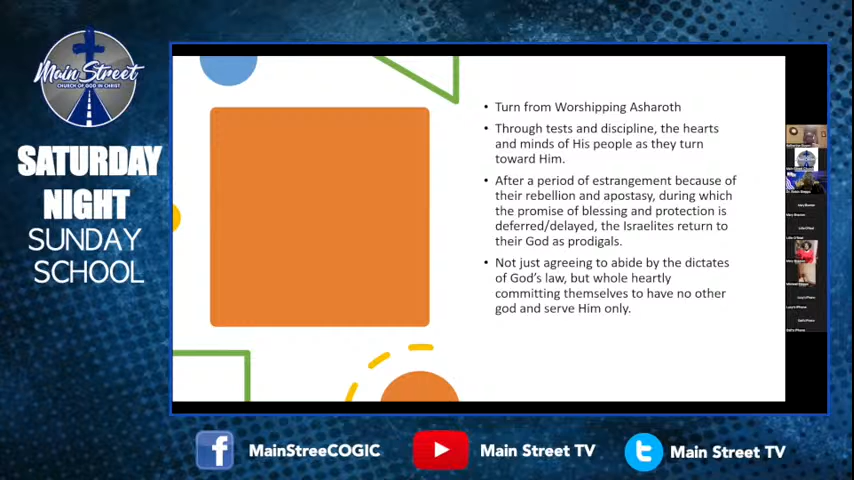 Main Street
CHURCH OF GOD IN CHRIST
SATURDAY
NIGHT
SUNDAY
SCHOOL
• Turn from Worshipping Asharoth
• Through tests and discipline, the hearts
and minds of His people as they turn
toward Him.
• After a period of estrangement because of
their rebellion and apostasy, during which
the promise of blessing and protection is
deferred/delayed, the Israelites return to
their God as prodigals.
• Not just agreeing to abide by the dictates
of God's law, but whole heartly
committing themselves to have no other
god and serve Him only.
MainStreeCOGIC
Main Street TV
Main Street TV